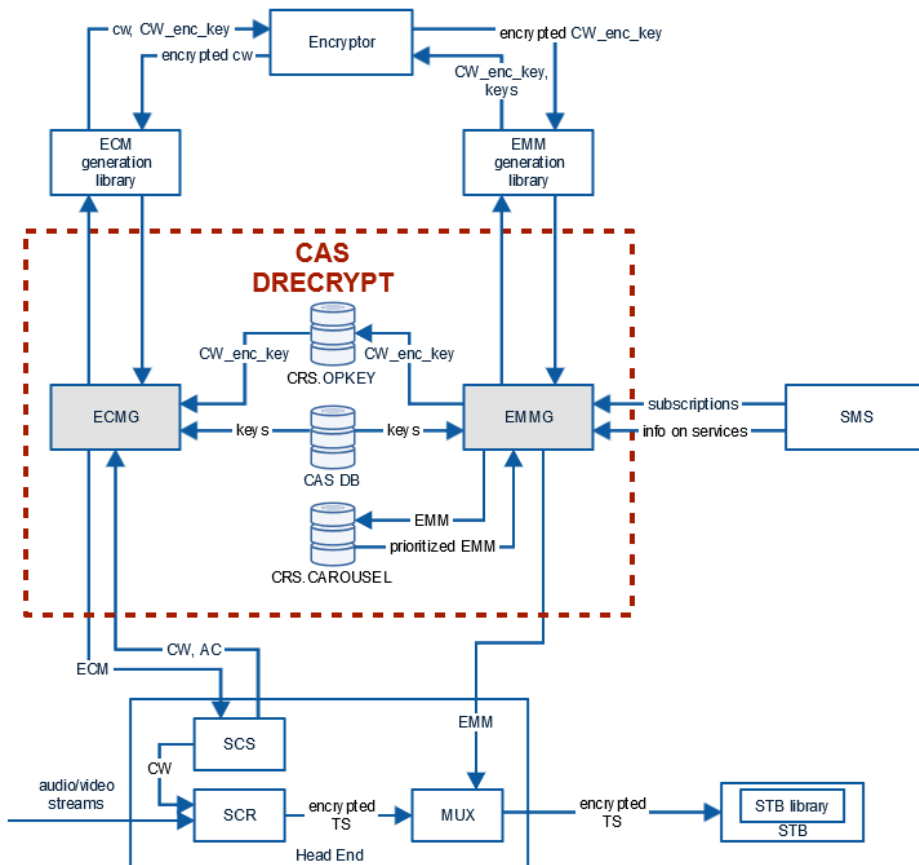 cw, CW_enc_key
Encryptor
encrypted CW_enc_key
encrypted cw
CW_enc_key,
keys
ECM
generation
library
EMM
generation
library
CAS
DRECRYPT
CW_enc_key
CW_enc_key
CRS.OPKEY
ECMG
EMMG
subscriptions
SMS
keys
keys
info on services
CAS DB
EMM
prioritized EMM
CRS.CAROUSEL
CW, AC
ECM
EMM
SCS
CW
audio/video
streams
SCR
encrypted
TS
MUX
encrypted
TS
STB library
STB
Head End